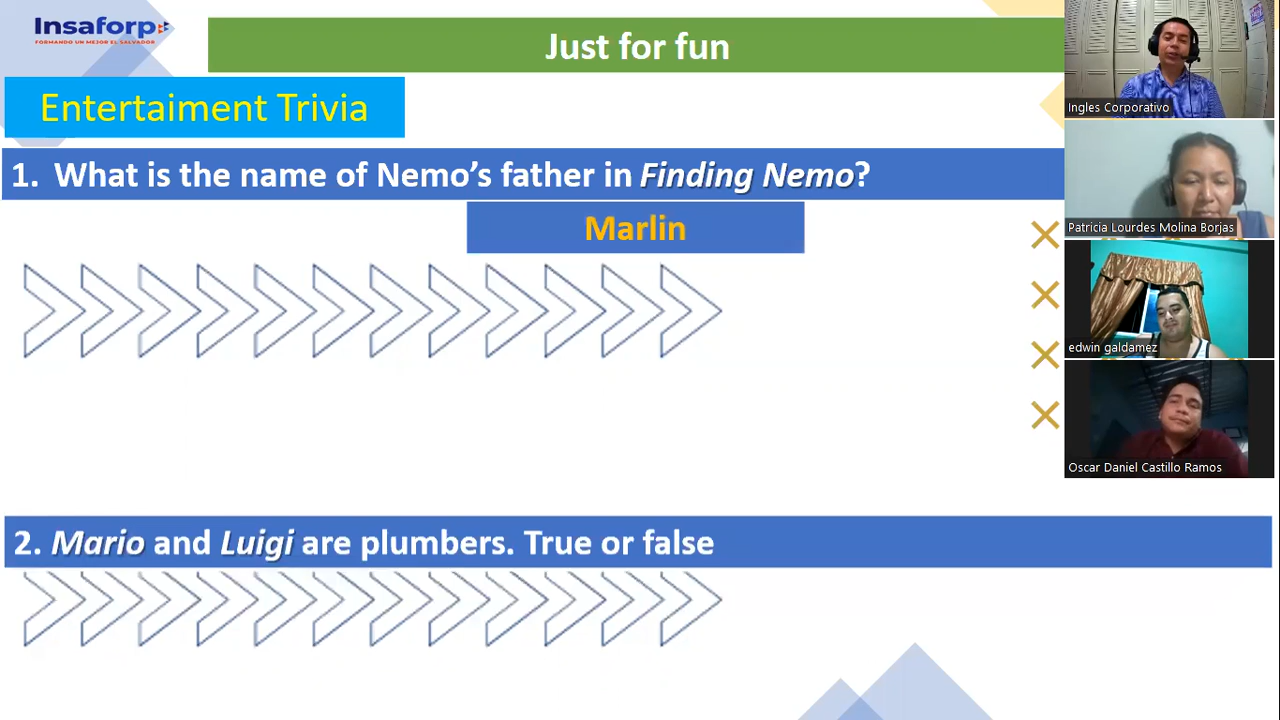 Insaforp
FORMANDO UN MEJOR EL SALVADOR
Just for fun
Entertaiment Trivia
1. What is the name of Nemo's father in Finding Nemo?
Marlin
2. Mario and Luigi are plumbers. True or false
Ingles Corporativo
Patricia Lourdes Molina Borjas
edwin galdamez
Oscar Daniel Castillo Ramos